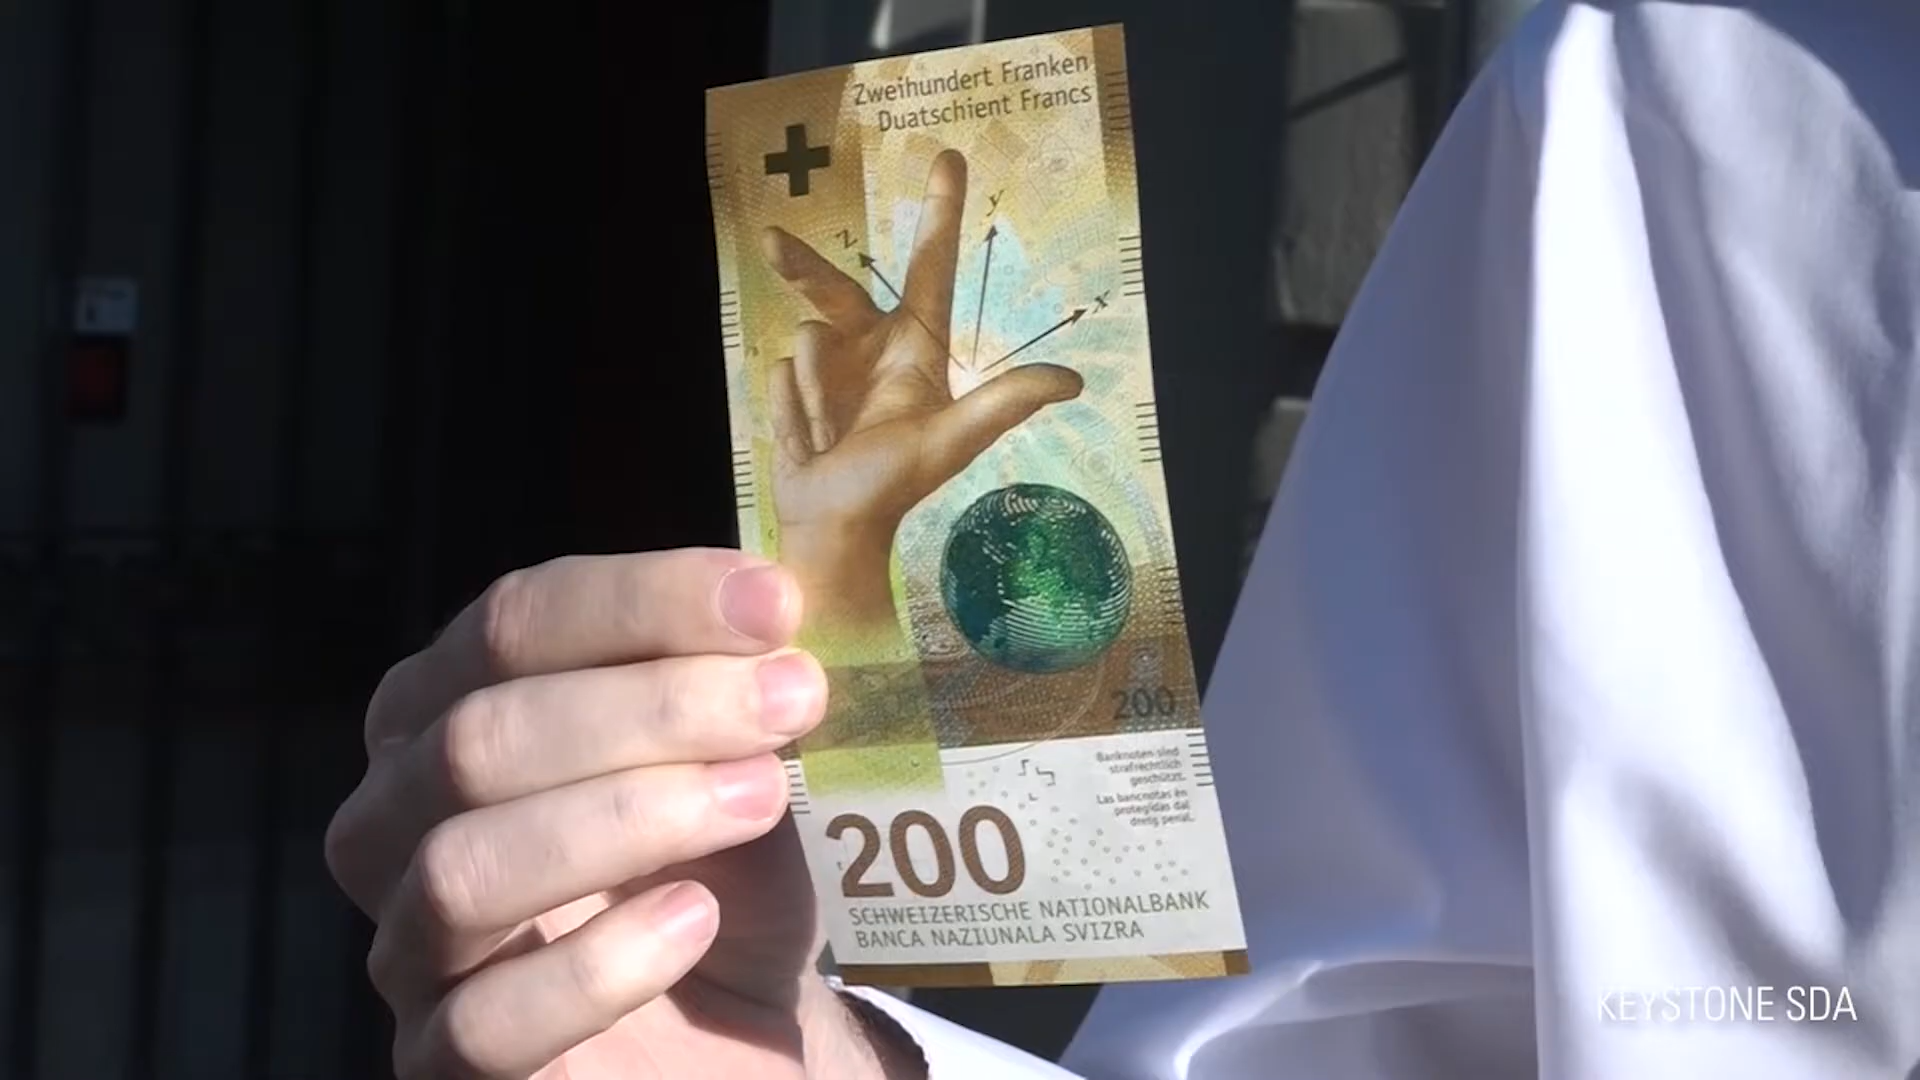 Zweihundert Franken
Duatschient Francs
y
z
x
200
Banknoten sind
strafrechtlich
geschützt.
Las bancnotas èn
protegidas dal
dretg penal.
200
SCHWEIZERISCHE NATIONALBANK
BANCA NAZIUNALA SVIZRA
KEYSTONE SDA